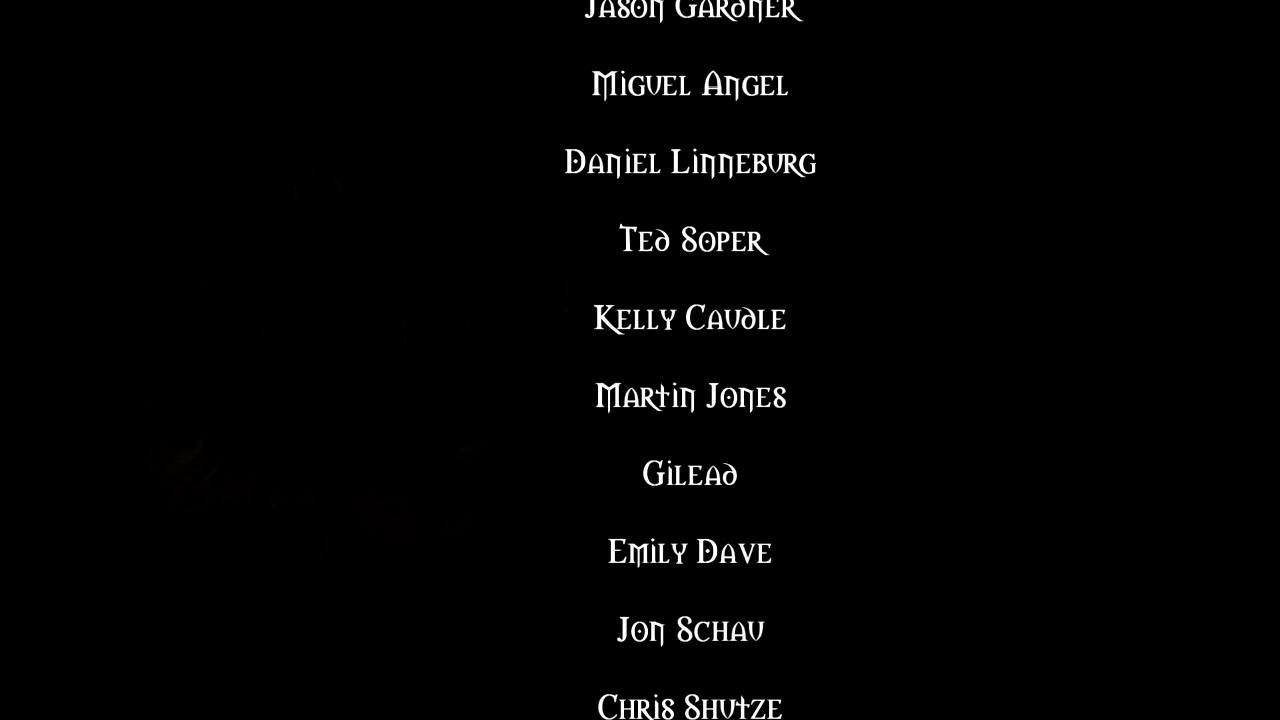 Jason Gardner
Miguel Angel
Daniel Linneburg
Ted Soper
Kelly Caudle
Martin Jones
Gilead
Emily Dave
Jon Schau
Chris Shutze